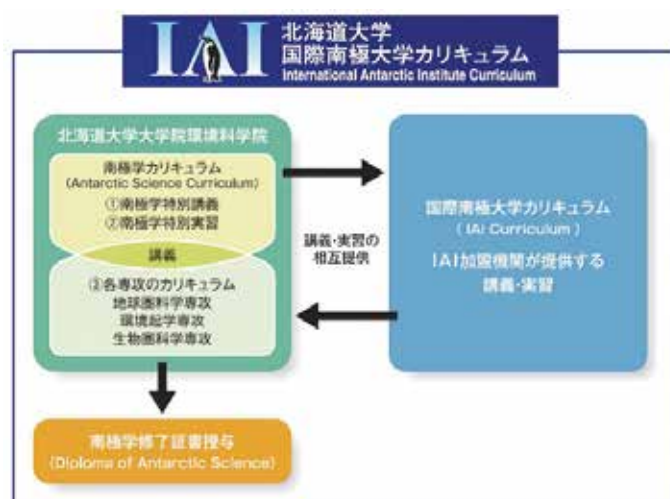 IAI
北海道大学
国際南極大学カリキュラム
International Antarctic Institute Curriculum
北海道大学大学院環境科学院
南極学カリキュラム
(Antarctic Science Curriculum)
①南極学特別講義
②南極学特別実習
講義
③各専攻のカリキュラム
地球圏科学専攻
環境起学専攻
生物圏科学専攻
講義・実習の
相互提供
国際南極大学カリキュラム
( IAI Curriculum )
IAI加盟機関が提供する
講義・実習
南極学修了証書授与
(Diploma of Antarctic Science)